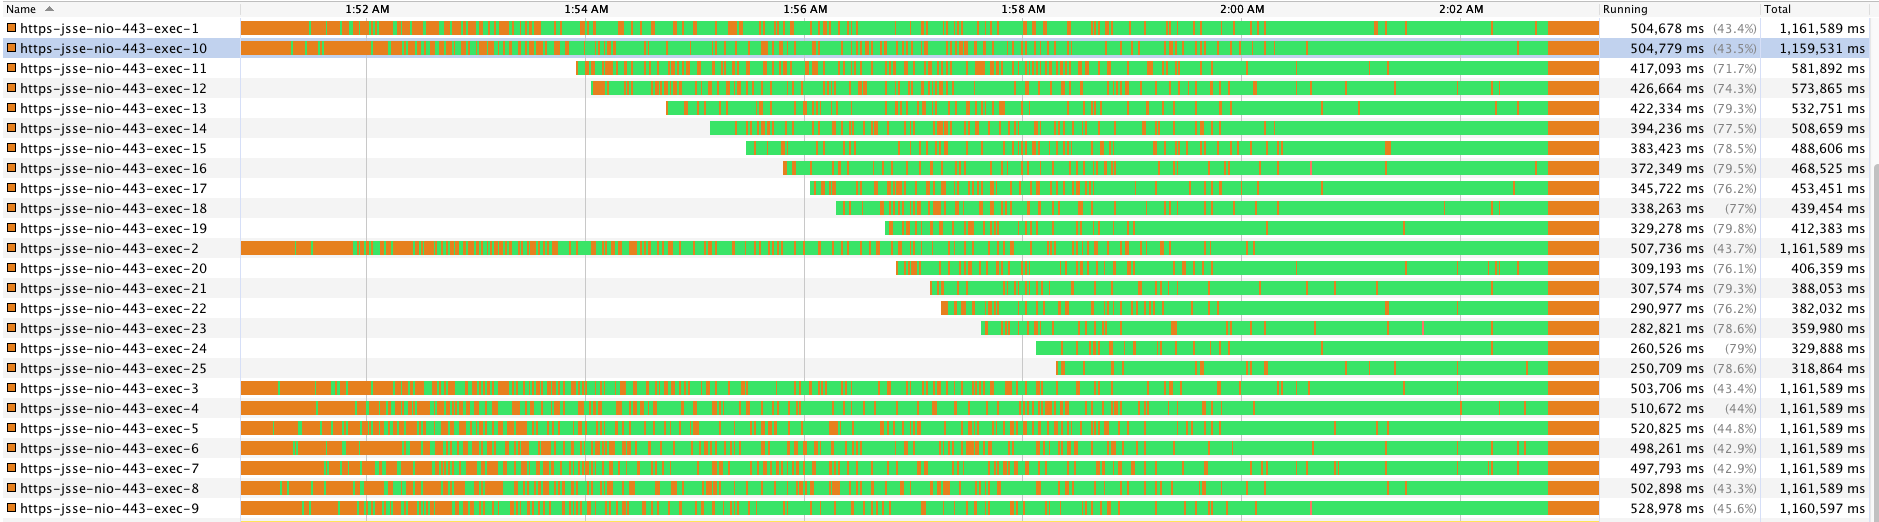 Name 1:52 AM 1:54 AM 1:56 AM 1:58 AM 2:00 AM 2:02 AM Running Total
https-jsse-nio-443-exec-1 504,678 ms (43.4%) 1,161,589 ms
https-jsse-nio-443-exec-10 504,779 ms (43.5%) 1,159,531 ms
https-jsse-nio-443-exec-11 417,093 ms (71.7%) 581,892 ms
https-jsse-nio-443-exec-12 426,664 ms (74.3%) 573,865 ms
https-jsse-nio-443-exec-13 422,334 ms (79.3%) 532,751 ms
https-jsse-nio-443-exec-14 394,236 ms (77.5%) 508,659 ms
https-jsse-nio-443-exec-15 383,423 ms (78.5%) 488,606 ms
https-jsse-nio-443-exec-16 372,349 ms (79.5%) 468,525 ms
https-jsse-nio-443-exec-17 345,722 ms (76.2%) 453,451 ms
https-jsse-nio-443-exec-18 338,263 ms (77%) 439,454 ms
https-jsse-nio-443-exec-19 329,278 ms (79.8%) 412,383 ms
https-jsse-nio-443-exec-2 507,736 ms (43.7%) 1,161,589 ms
https-jsse-nio-443-exec-20 309,193 ms (76.1%) 406,359 ms
https-jsse-nio-443-exec-21 307,574 ms (79.3%) 388,053 ms
https-jsse-nio-443-exec-22 290,977 ms (76.2%) 382,032 ms
https-jsse-nio-443-exec-23 282,821 ms (78.6%) 359,980 ms
https-jsse-nio-443-exec-24 260,526 ms (79%) 329,888 ms
https-jsse-nio-443-exec-25 250,709 ms (78.6%) 318,864 ms
https-jsse-nio-443-exec-3 503,706 ms (43.4%) 1,161,589 ms
https-jsse-nio-443-exec-4 510,672 ms (44%) 1,161,589 ms
https-jsse-nio-443-exec-5 520,825 ms (44.8%) 1,161,589 ms
https-jsse-nio-443-exec-6 498,261 ms (42.9%) 1,161,589 ms
https-jsse-nio-443-exec-7 497,793 ms (42.9%) 1,161,589 ms
https-jsse-nio-443-exec-8 502,898 ms (43.3%) 1,161,589 ms
https-jsse-nio-443-exec-9 528,978 ms (45.6%) 1,160,597 ms